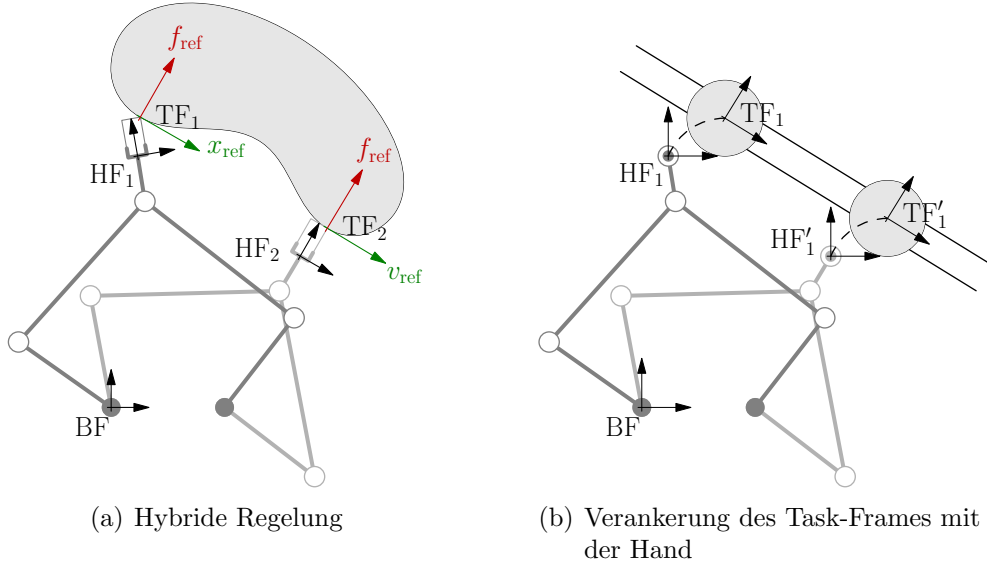 f_ref
TF_1
x_ref
HF_1
f_ref
TF_2
HF_2
v_ref
BF
(a) Hybride Regelung
TF_1
HF_1
TF'_1
HF'_1
BF
(b) Verankerung des Task-Frames mit
der Hand